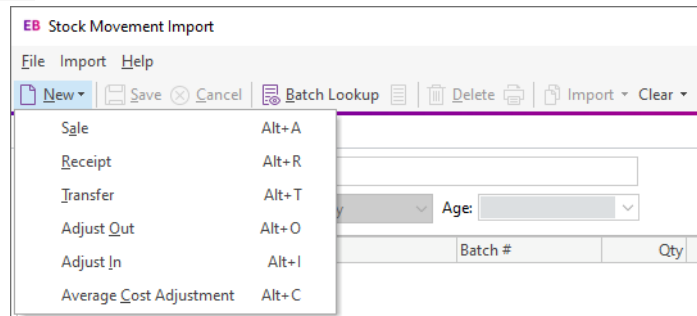 EB Stock Movement Import
File Import Help
New Save Cancel Batch Lookup Delete Import Clear
Sale Alt+A
Receipt Alt+R
Transfer Alt+T
y Age:
Adjust Out Alt+O
Batch # Qty
Adjust In Alt+I
Average Cost Adjustment Alt+C